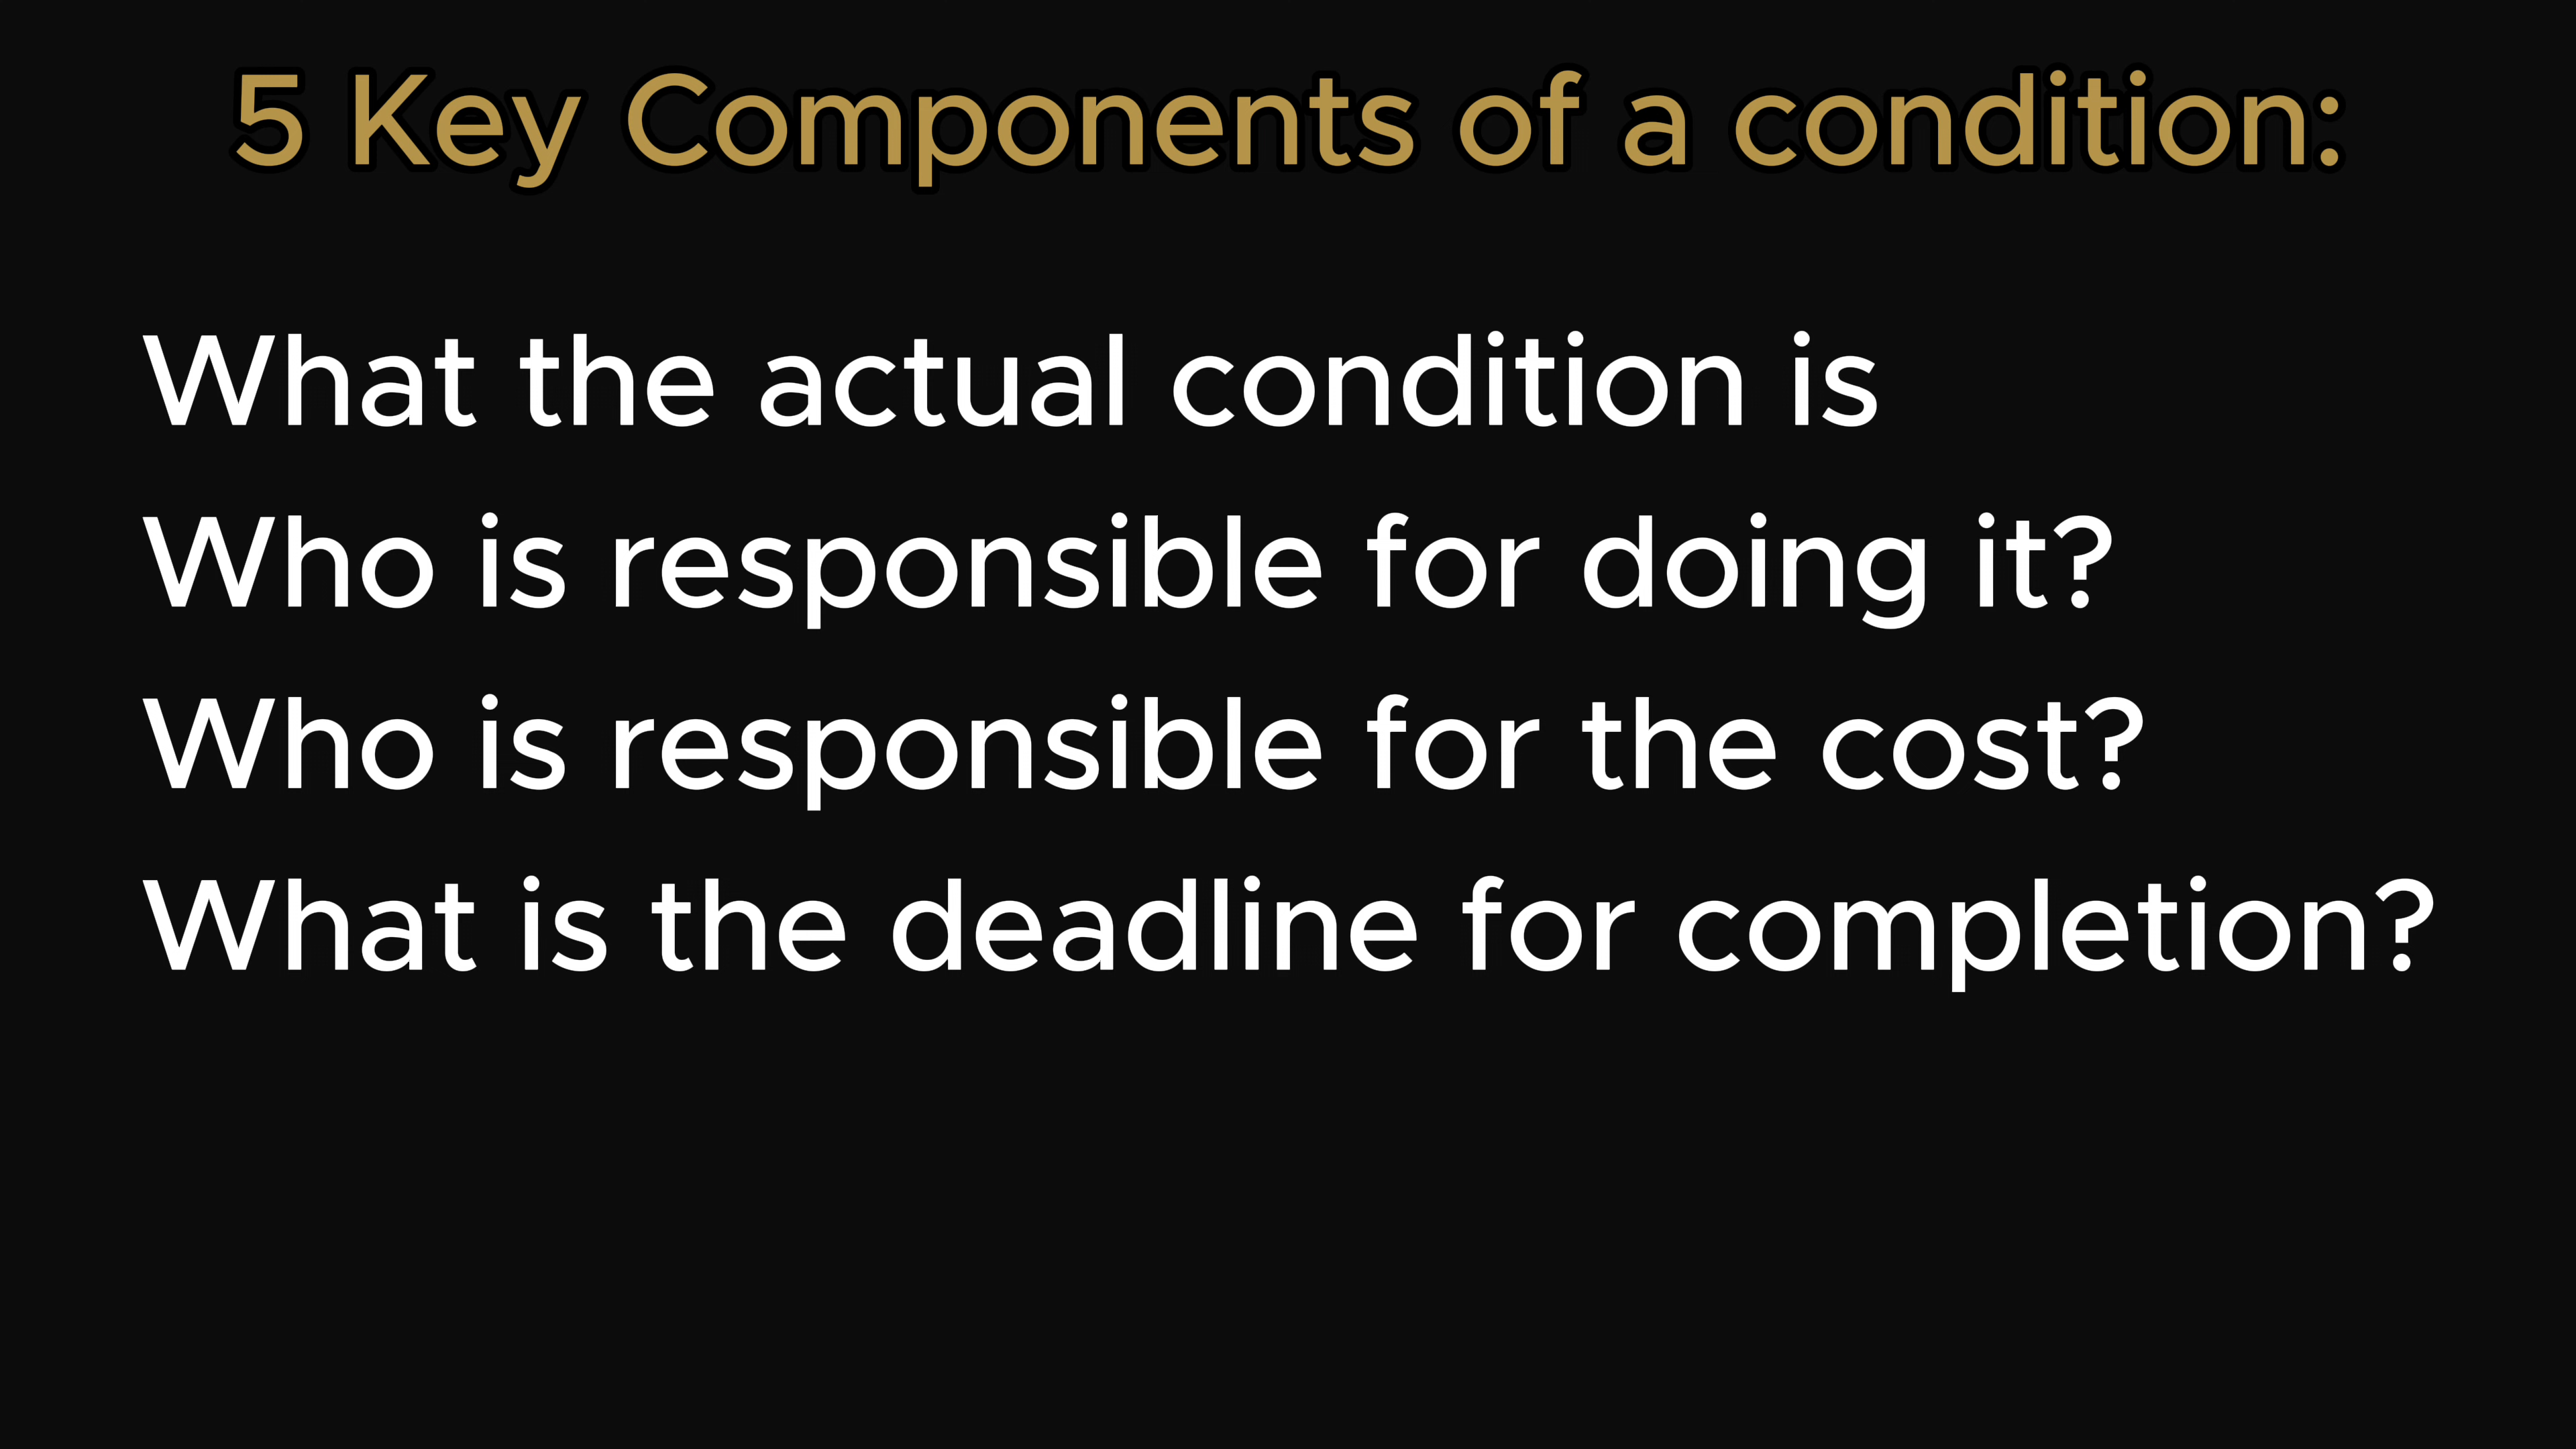 5 Key Components of a condition:
What the actual condition is
Who is responsible for doing it?
Who is responsible for the cost?
What is the deadline for completion?